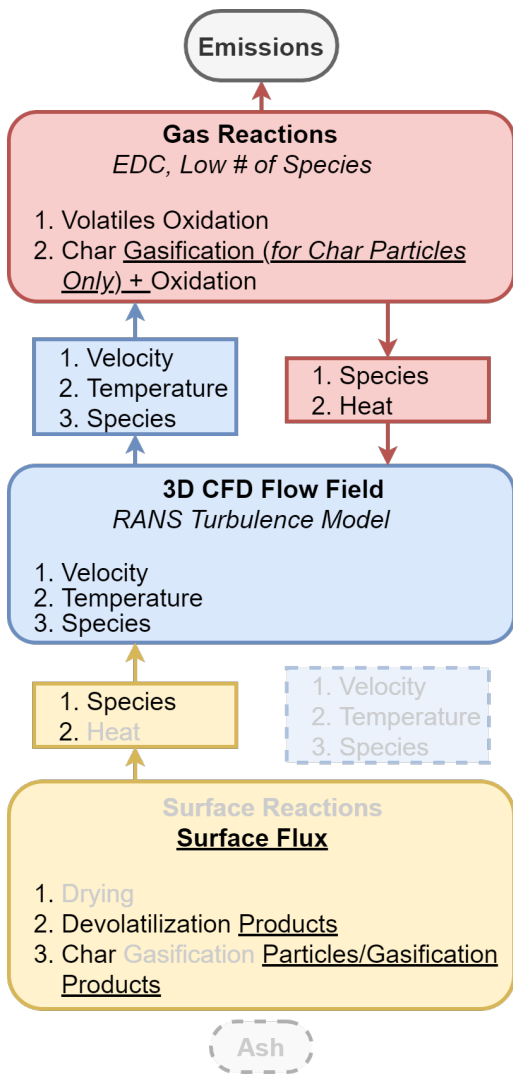 Emissions
Gas Reactions
EDC, Low # of Species
1. Volatiles Oxidation
2. Char Gasification (for Char Particles
Only) + Oxidation
1. Velocity
2. Temperature
3. Species
1. Species
2. Heat
3D CFD Flow Field
RANS Turbulence Model
1. Velocity
2. Temperature
3. Species
1. Species
2. Heat
1. Velocity
2. Temperature
3. Species
Surface Reactions
Surface Flux
1. Drying
2. Devolatilization Products
3. Char Gasification Particles/Gasification
Products
Ash